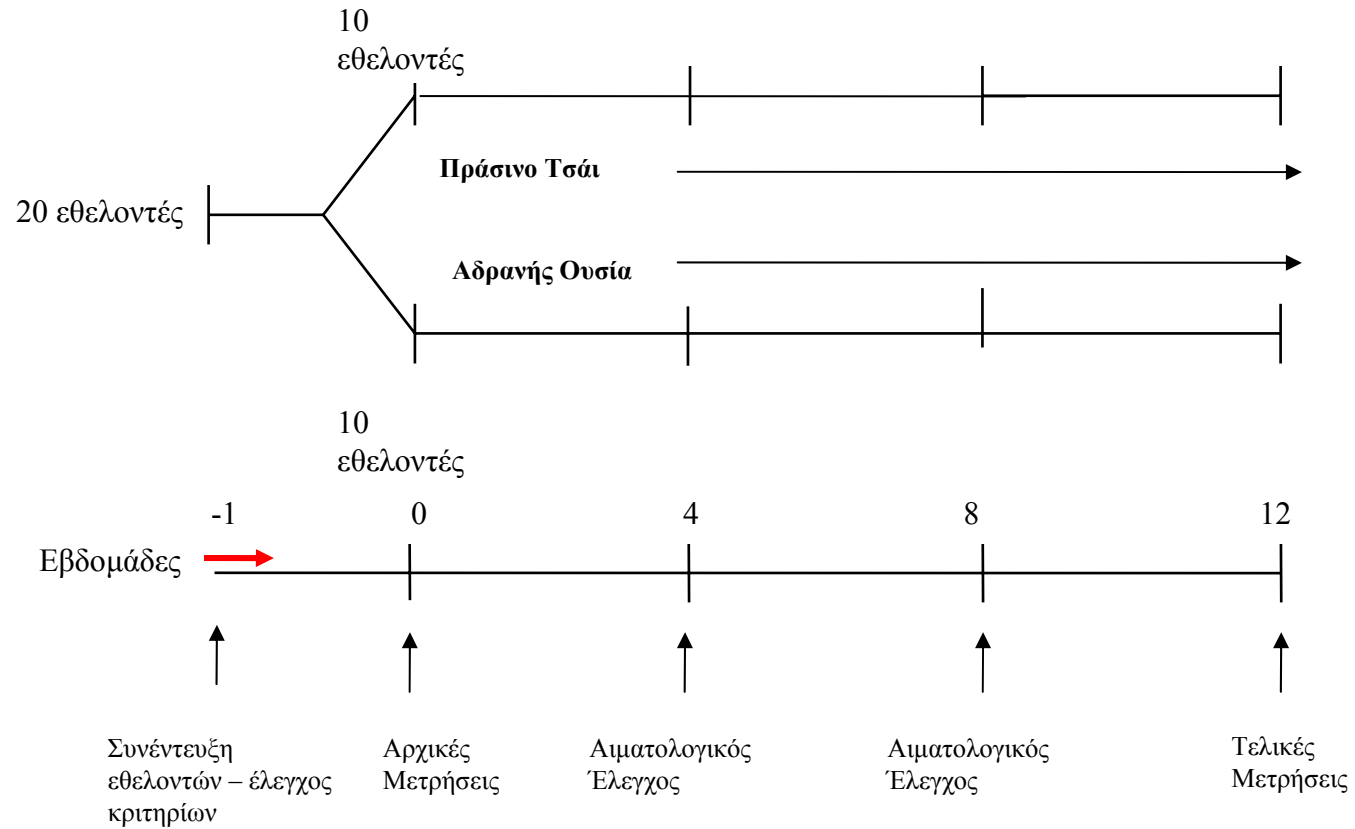 10
εθελοντές
Πράσινο Τσάι
20 εθελοντές
Αδρανής Ουσία
10
εθελοντές
-1 0 4 8 12
Εβδομάδες
Συνέντευξη
εθελοντών – έλεγχος
κριτηρίων
Αρχικές
Μετρήσεις
Αιματολογικός
Έλεγχος
Αιματολογικός
Έλεγχος
Τελικές
Μετρήσεις